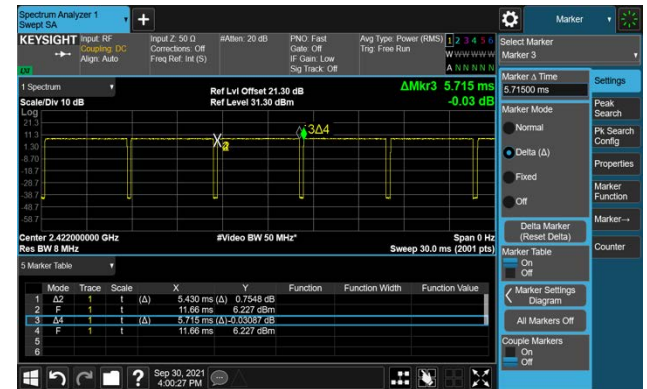 Spectrum Analyzer 1
Swept SA
+
Marker
KEYSIGHT Input: RF Input Z: 50 Ω #Atten: 20 dB PNO: Fast Avg Type: Power (RMS) 1 2 3 4 5 6
Coupling: DC Corrections: Off Gate: Off Trig: Free Run W W W W W W
Align: Auto Freq Ref: Int (S) IF Gain: Low A N N N N N
Sig Track: Off
Select Marker
Marker 3
Marker Δ Time
5.71500 ms
Settings
1 Spectrum
Ref Lvl Offset 21.30 dB
ΔMkr3 5.715 ms
Scale/Div 10 dB
Ref Level 31.30 dBm
-0.03 dB
Log
21.3
11.3
1.30
-8.70
-18.7
-28.7
-38.7
-48.7
-58.7
3Δ4
X
Marker Mode
Normal
Delta (Δ)
Fixed
Off
Peak
Search
Pk Search
Config
Properties
Marker
Function
Marker→
Counter
Delta Marker
(Reset Delta)
Marker Table
On
Off
Marker Settings
Diagram
All Markers Off
Couple Markers
On
Off
Center 2.422000000 GHz #Video BW 50 MHz* Span 0 Hz
Res BW 8 MHz Sweep 30.0 ms (2001 pts)
5 Marker Table
Mode Trace Scale X Y Function Function Width Function Value
1 Δ2 1 t (Δ) 5.430 ms (Δ) 0.7548 dB
2 F 1 t 11.66 ms 6.227 dBm
3 Δ4 1 t (Δ) 5.715 ms (Δ) -0.03087 dB
4 F 1 t 11.66 ms 6.227 dBm
5
6
? Sep 30, 2021
4:00:27 PM